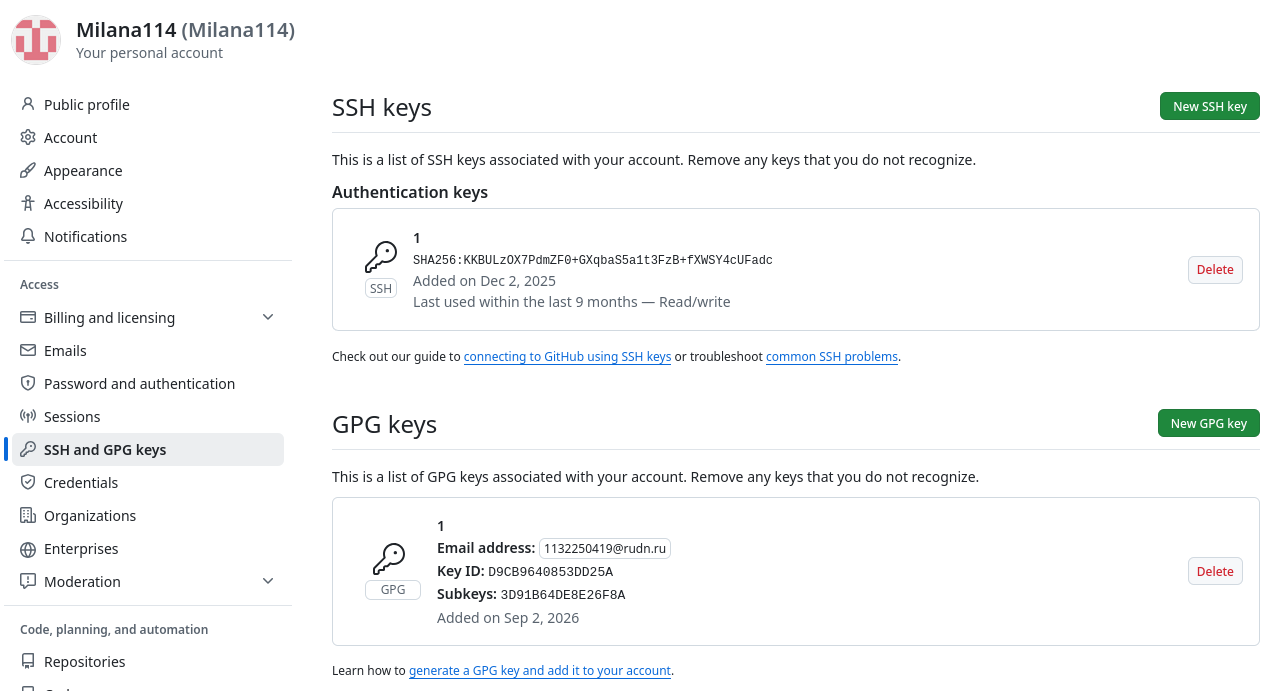 Milana114 (Milana114)
Your personal account
Public profile
Account
Appearance
Accessibility
Notifications
Access
Billing and licensing
Emails
Password and authentication
Sessions
SSH and GPG keys
Credentials
Organizations
Enterprises
Moderation
Code, planning, and automation
Repositories
SSH keys
New SSH key
This is a list of SSH keys associated with your account. Remove any keys that you do not recognize.
Authentication keys
1
SHA256:KKBULzOX7PdmZF0+GXqbaS5a1t3FzB+fXWSY4cUFadc
Added on Dec 2, 2025
Last used within the last 9 months — Read/write
SSH
Delete
Check out our guide to connecting to GitHub using SSH keys or troubleshoot common SSH problems.
GPG keys
New GPG key
This is a list of GPG keys associated with your account. Remove any keys that you do not recognize.
1
Email address: 1132250419@rudn.ru
Key ID: D9CB9640853DD25A
Subkeys: 3D91B64DE8E26F8A
Added on Sep 2, 2026
GPG
Delete
Learn how to generate a GPG key and add it to your account.